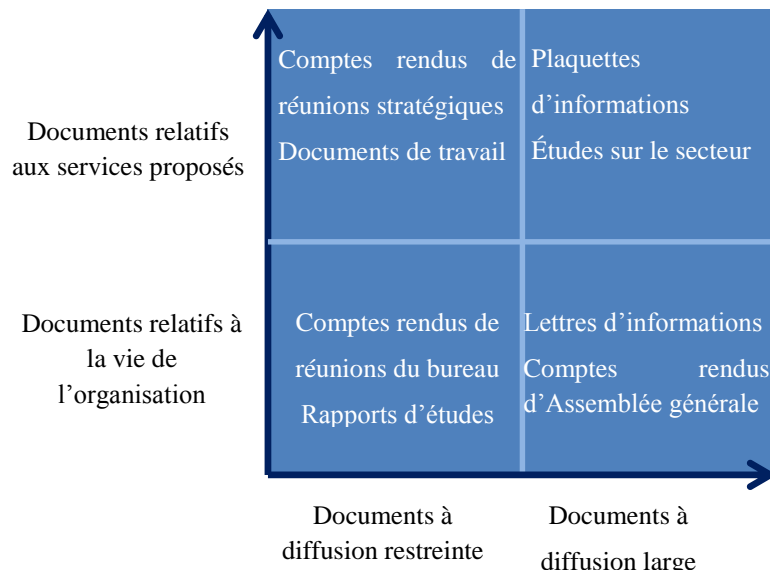 Comptes rendus de
réunions stratégiques
Documents de travail
Plaquettes
d’informations
Études sur le secteur
Documents relatifs
aux services proposés
Documents relatifs à
la vie de
l’organisation
Comptes rendus de
réunions du bureau
Rapports d’études
Lettres d’informations
Comptes rendus
d’Assemblée générale
Documents à
diffusion restreinte
Documents à
diffusion large